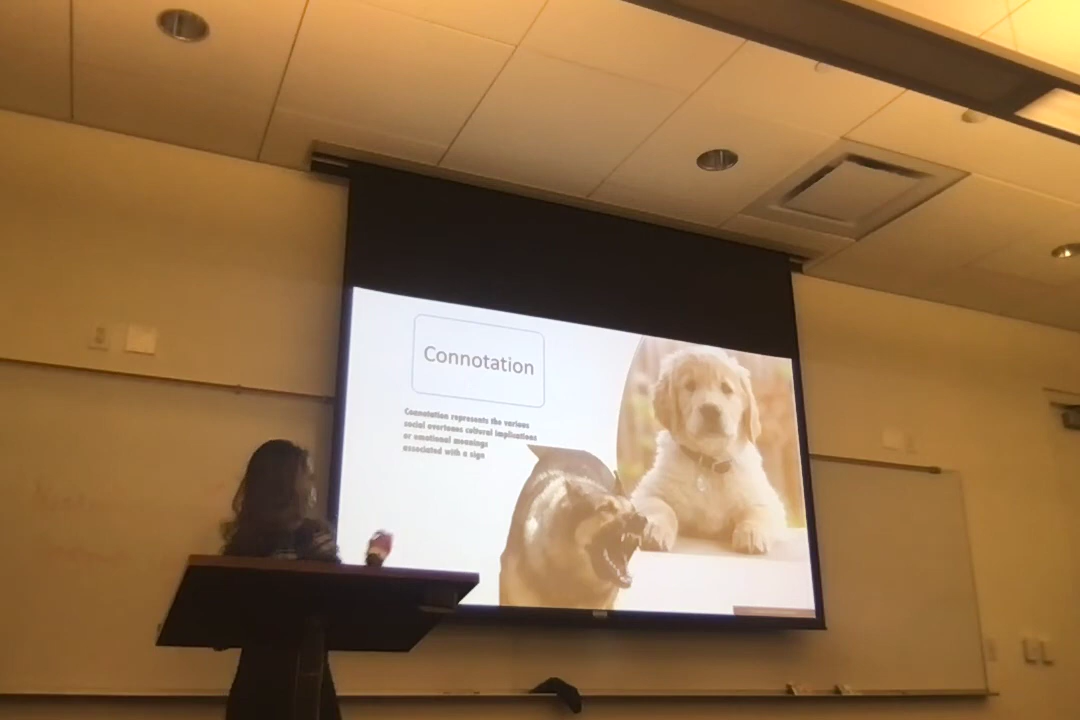 Connotation
Connotation represents the various
social overtones cultural implications
or emotional meanings
associated with a sign